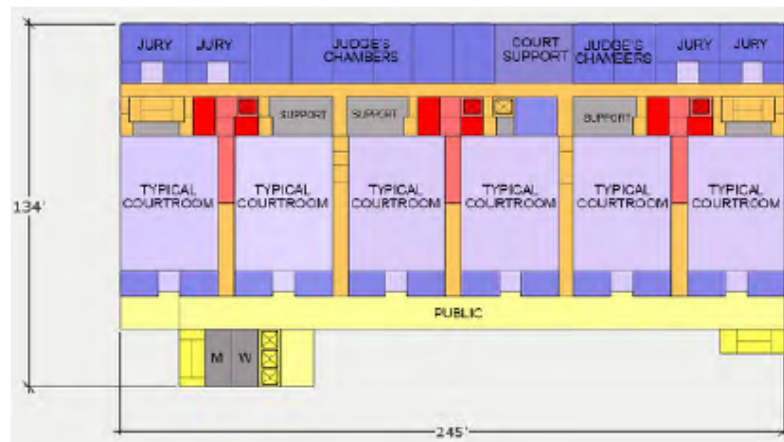 JURY
JURY
JUDGE'S
CHAMBERS
COURT
SUPPORT
JUDGE'S
CHAMBERS
JURY
JURY
SUPPORT
SUPPORT
SUPPORT
134'
TYPICAL
COURTROOM
TYPICAL
COURTROOM
TYPICAL
COURTROOM
TYPICAL
COURTROOM
TYPICAL
COURTROOM
TYPICAL
COURTROOM
PUBLIC
M
W
245'